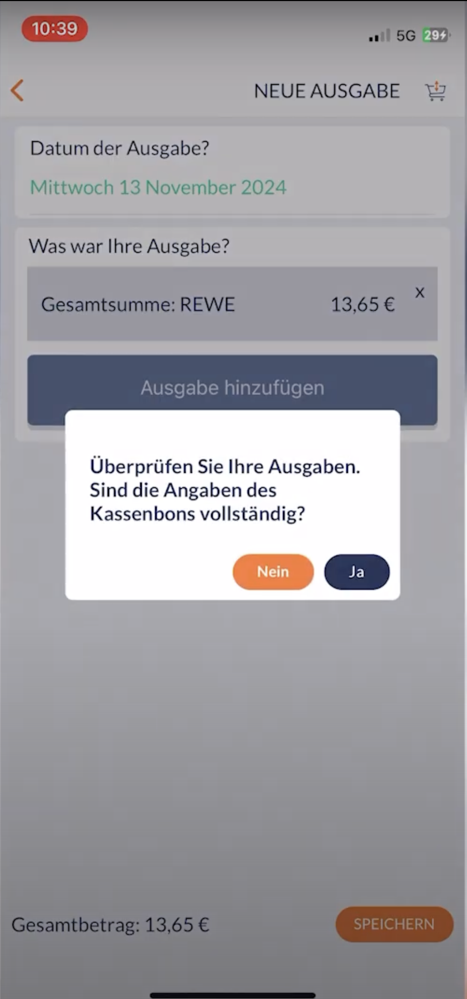 10:39
5G 29
NEUE AUSGABE
Datum der Ausgabe?
Mittwoch 13 November 2024
Was war Ihre Ausgabe?
Gesamtsumme: REWE 13,65 € x
Ausgabe hinzufügen
Überprüfen Sie Ihre Ausgaben.
Sind die Angaben des
Kassenbons vollständig?
Nein Ja
Gesamtbetrag: 13,65 € SPEICHERN